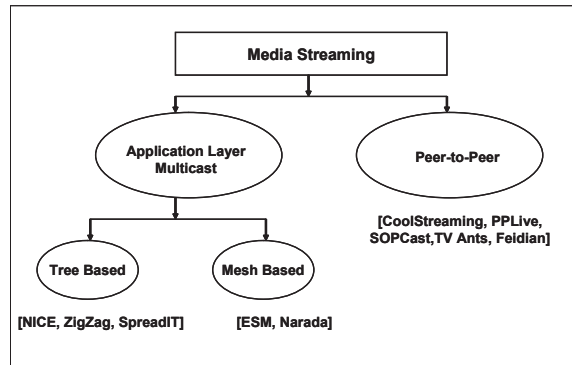 Media Streaming
Application Layer
Multicast
Peer-to-Peer
[CoolStreaming, PPLive,
SOPCast,TV Ants, Feidian]
Tree Based
Mesh Based
[NICE, ZigZag, SpreadIT]
[ESM, Narada]